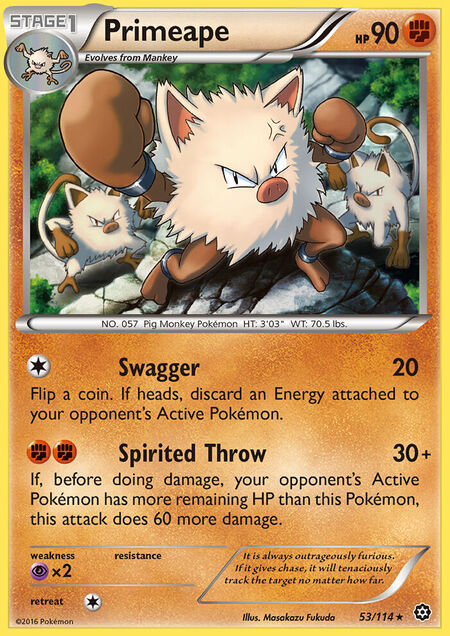 STAGE1
Primeape
HP 90
Evolves from Mankey
NO. 057 Pig Monkey Pokémon HT: 3'03" WT: 70.5 lbs.
Swagger 20
Flip a coin. If heads, discard an Energy attached to
your opponent's Active Pokémon.
Spirited Throw 30+
If, before doing damage, your opponent's Active
Pokémon has more remaining HP than this Pokémon,
this attack does 60 more damage.
weakness resistance
×2
It is always outrageously furious.
If it gives chase, it will tenaciously
track the target no matter how far.
retreat
©2016 Pokémon
Illus. Masakazu Fukuda
53/114 ★